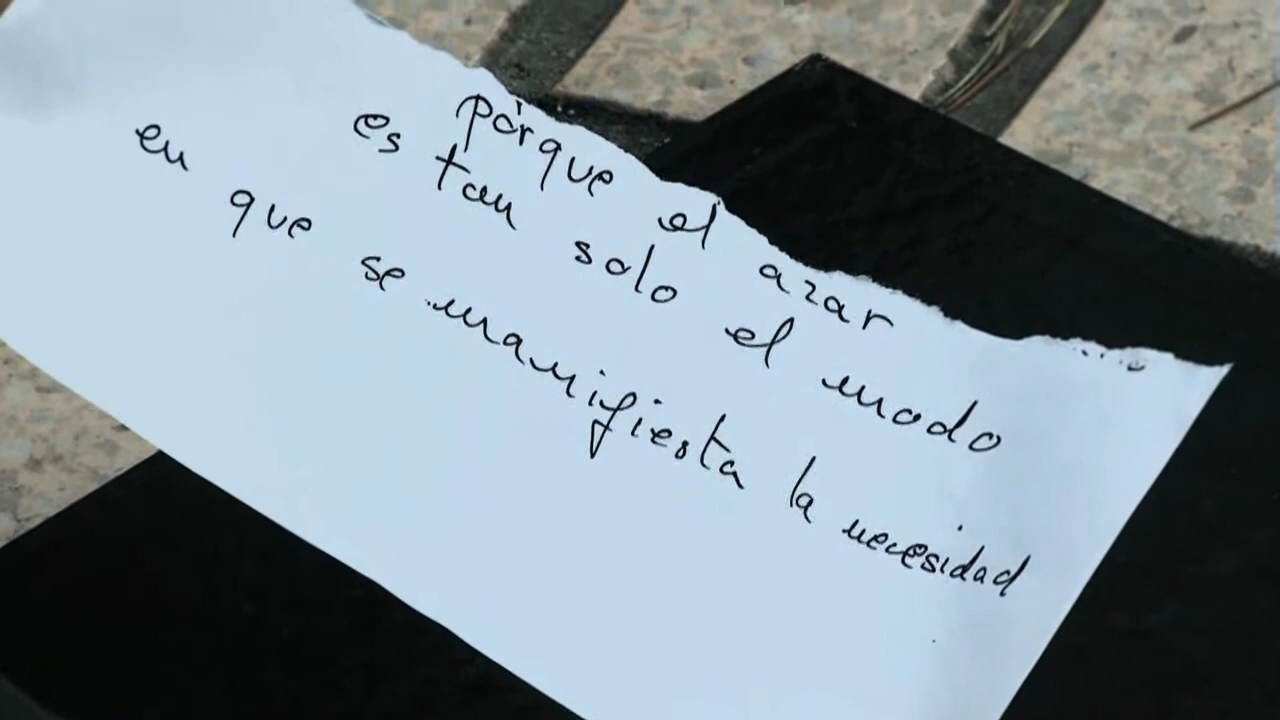 porque el azar
es tan solo el modo
en que se manifiesta la necesidad